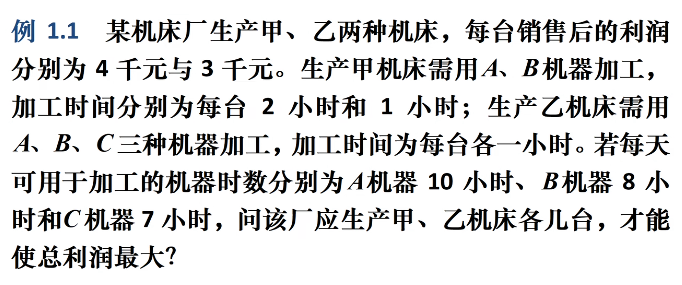 例 1.1 某机床厂生产甲、乙两种机床，每台销售后的利润
分别为 4 千元与 3 千元。生产甲机床需用A、B机器加工，
加工时间分别为每台 2 小时和 1 小时；生产乙机床需用
A、B、C三种机器加工，加工时间为每台各一小时。若每天
可用于加工的机器时数分别为A机器 10 小时、B机器 8 小
时和C机器 7 小时，问该厂应生产甲、乙机床各几台，才能
使总利润最大？